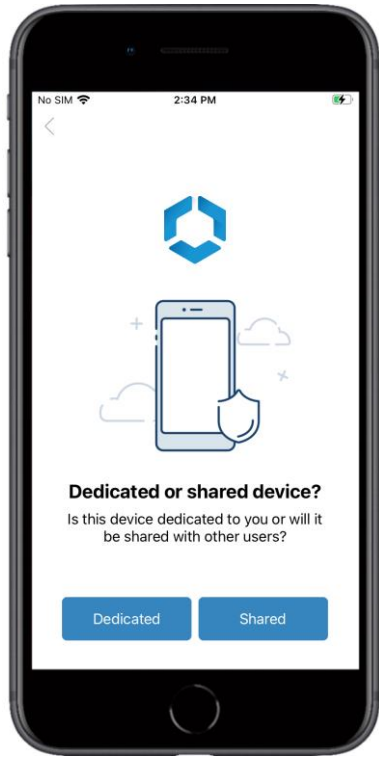 No SIM 2:34 PM
Dedicated or shared device?
Is this device dedicated to you or will it
be shared with other users?
Dedicated Shared